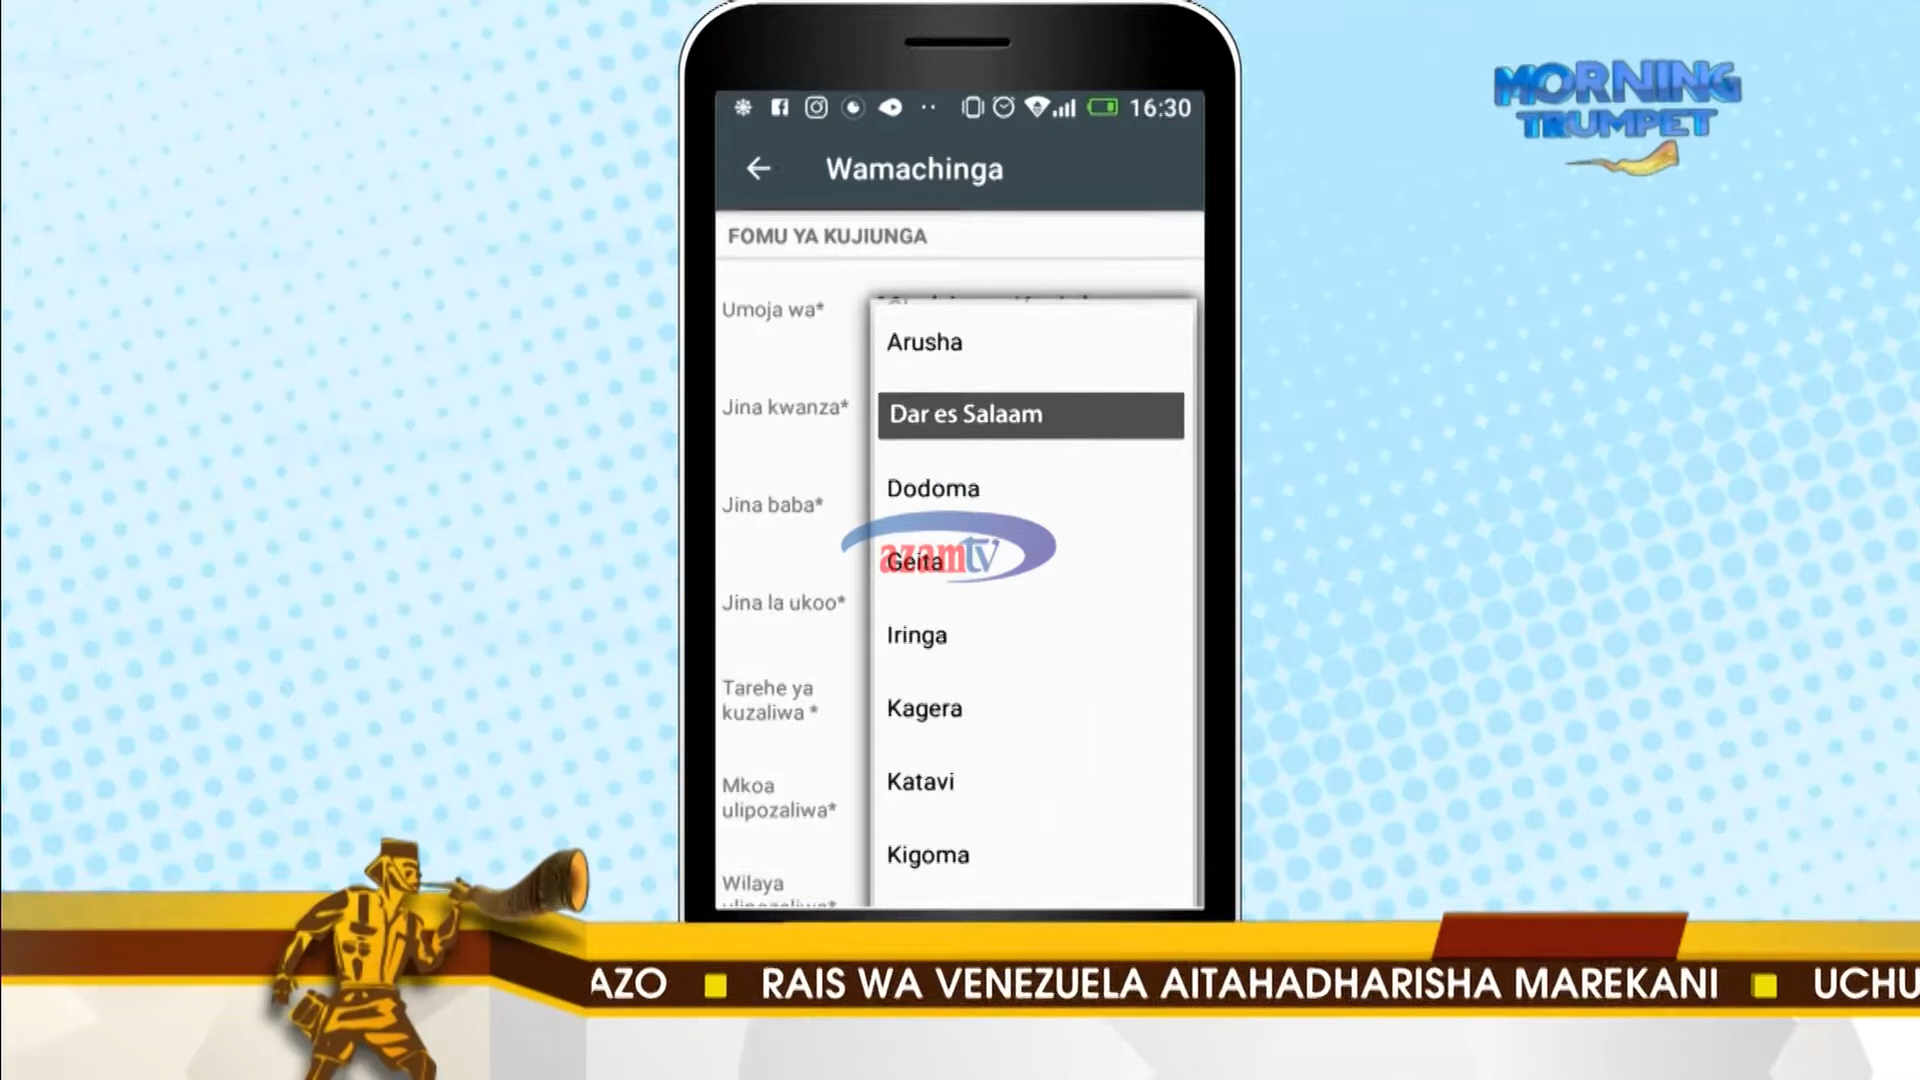 MORNING
TRUMPET
16:30
Wamachinga
FOMU YA KUJIUNGA
Umoja wa*
Arusha
Jina kwanza*
Dar es Salaam
Dodoma
Jina baba*
azamtv
Geita
Jina la ukoo*
Iringa
Tarehe ya
kuzaliwa *
Kagera
Mkoa
ulipozaliwa*
Katavi
Kigoma
Wilaya
AZO RAIS WA VENEZUELA AITAHADHARISHA MAREKANI UCHU